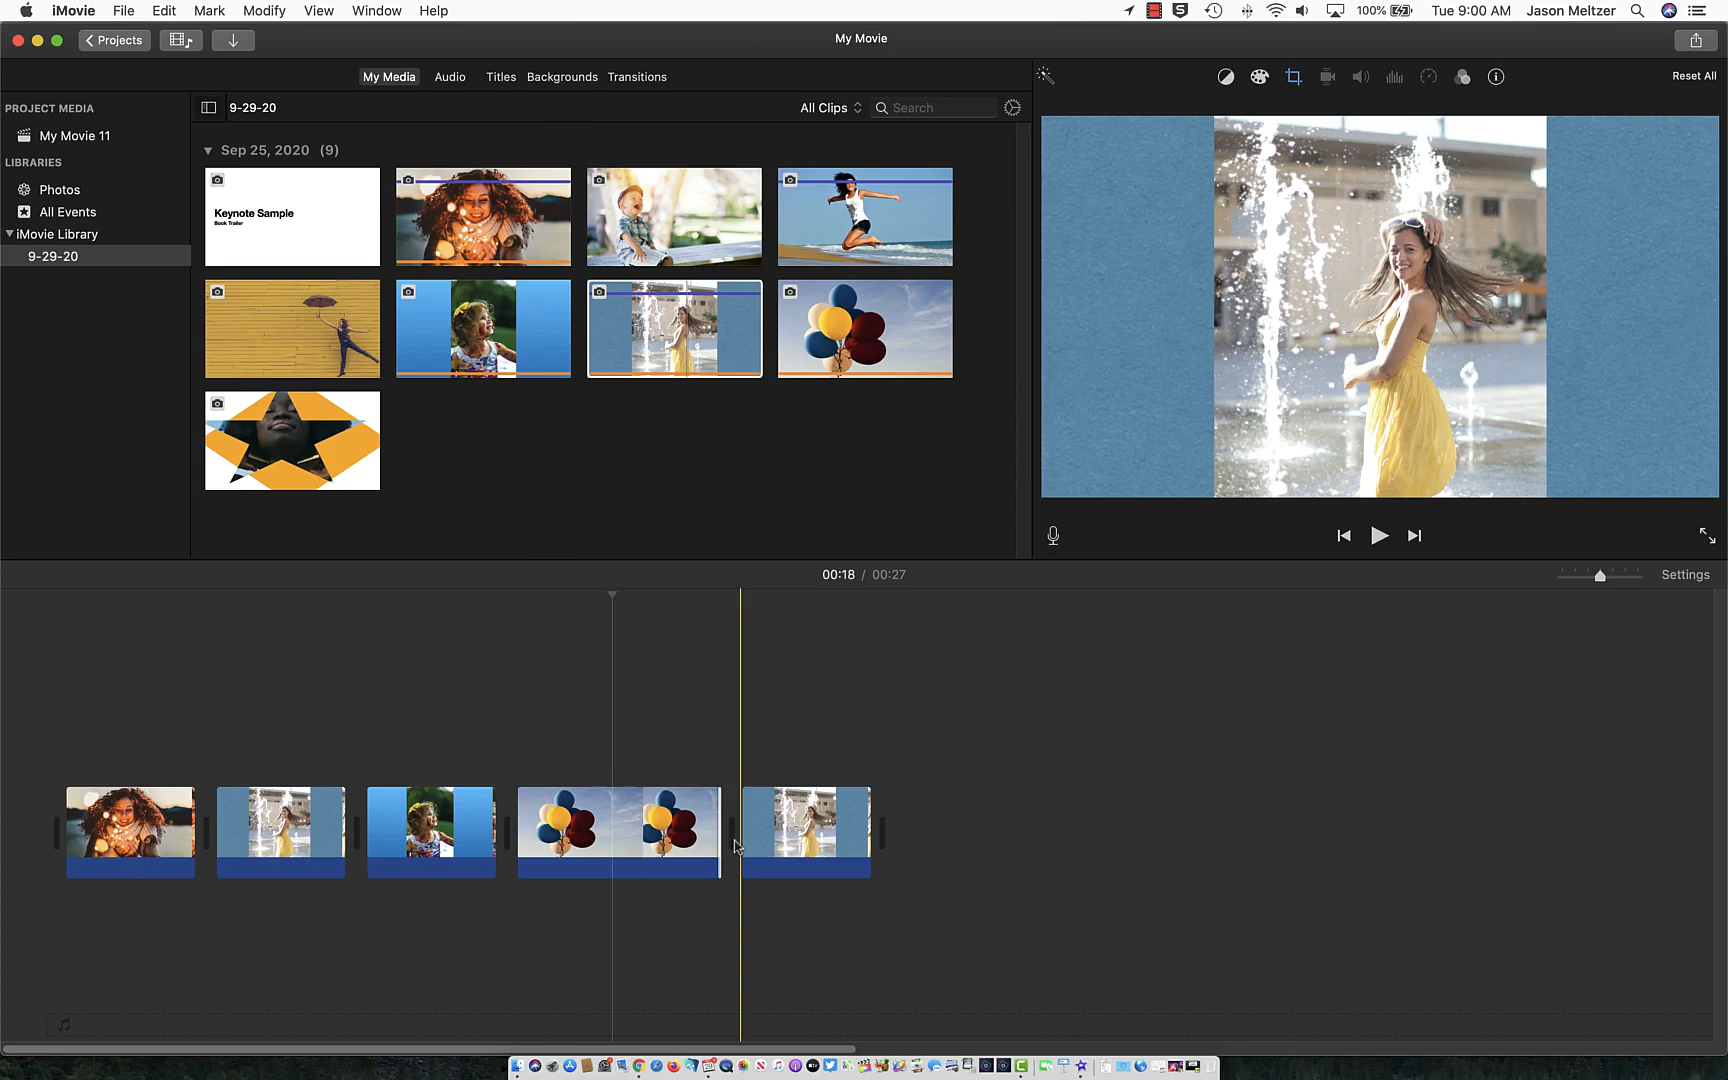 iMovie File Edit Mark Modify View Window Help
100% Tue 9:00 AM Jason Meltzer
Projects
My Movie
My Media Audio Titles Backgrounds Transitions
Reset All
PROJECT MEDIA
My Movie 11
LIBRARIES
Photos
All Events
iMovie Library
9-29-20
9-29-20
All Clips
Search
Sep 25, 2020 (9)
Keynote Sample
Book Trailer
00:18 / 00:27
Settings